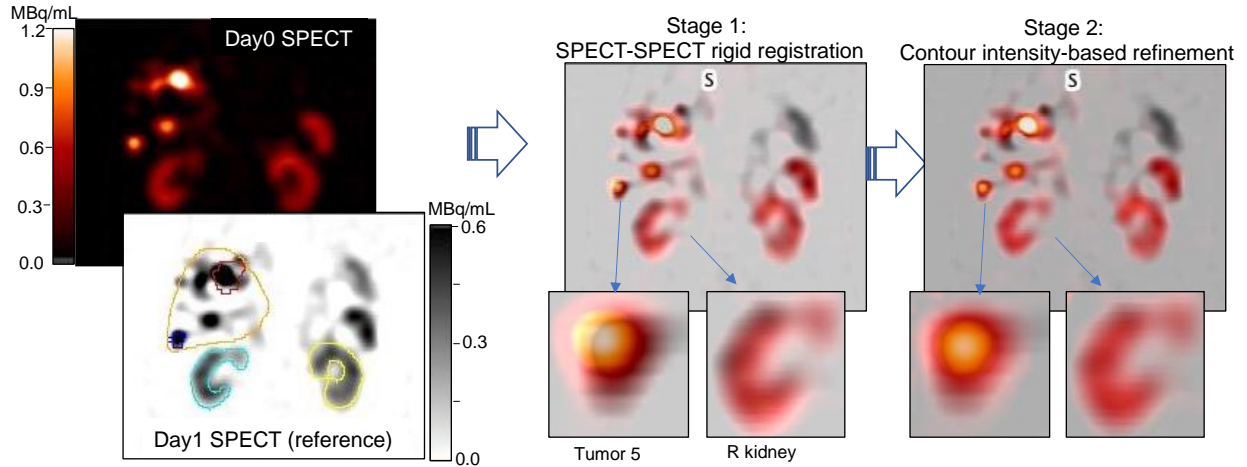 MBq/mL
1.2
0.9
0.6
0.3
0.0
Day0 SPECT
MBq/mL
0.6
0.3
0.0
Day1 SPECT (reference)
Stage 1:
SPECT-SPECT rigid registration
S
Tumor 5
R kidney
Stage 2:
Contour intensity-based refinement
S